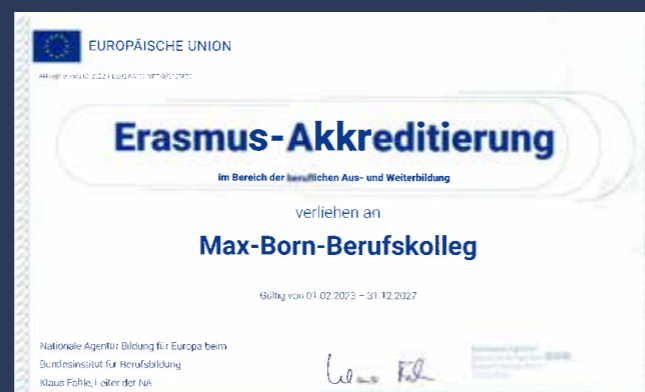 EUROPÄISCHE UNION
Erasmus-Akkreditierung
im Bereich der beruflichen Aus- und Weiterbildung
verliehen an
Max-Born-Berufskolleg
Gültig von 01.02.2023 – 31.12.2027
Nationale Agentur Bildung für Europa beim
Bundesinstitut für Berufsbildung
Klaus Fahle, Leiter der NA